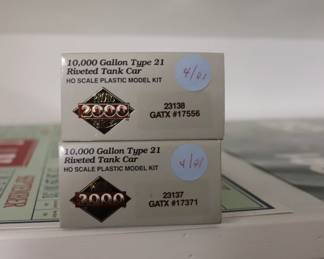 10,000 Gallon Type 21
Riveted Tank Car
HO SCALE PLASTIC MODEL KIT
4/01
2000
23138
GATX #17556
10,000 Gallon Type 21
Riveted Tank Car
HO SCALE PLASTIC MODEL KIT
4/01
2000
23137
GATX #17371